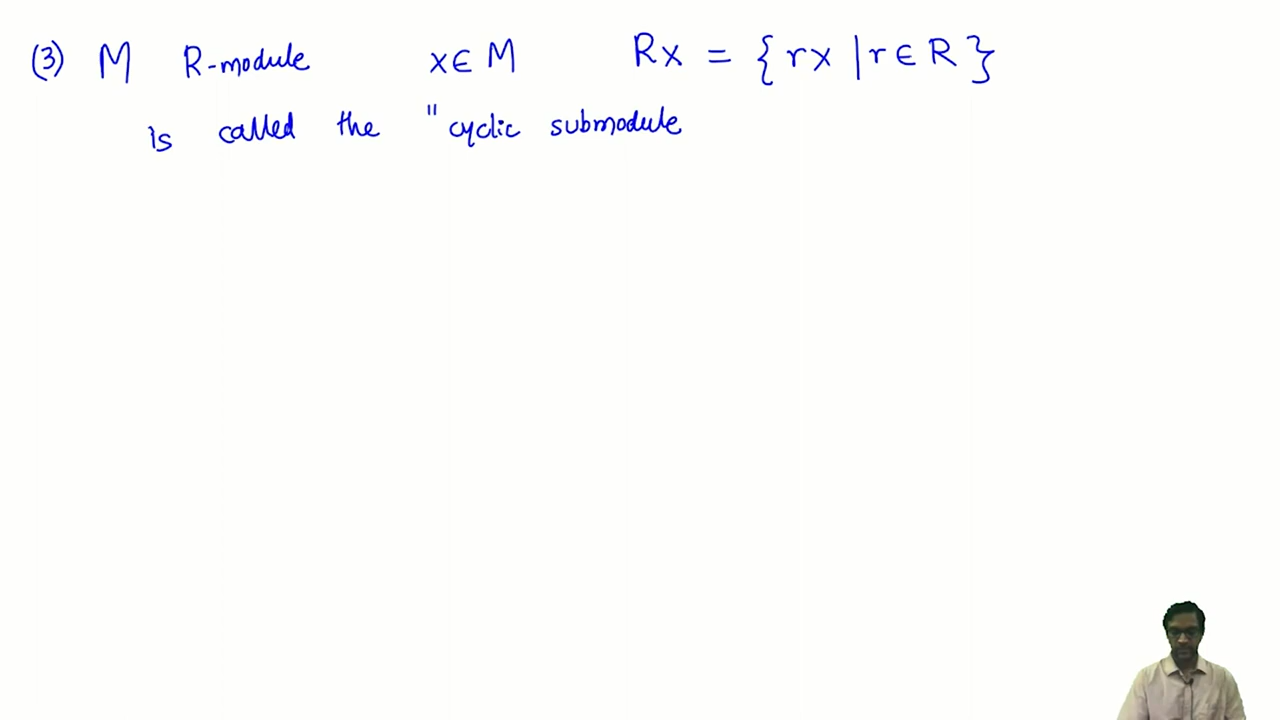 (3) M R-module x∈M Rx = {rx | r∈R}
is called the "cyclic submodule